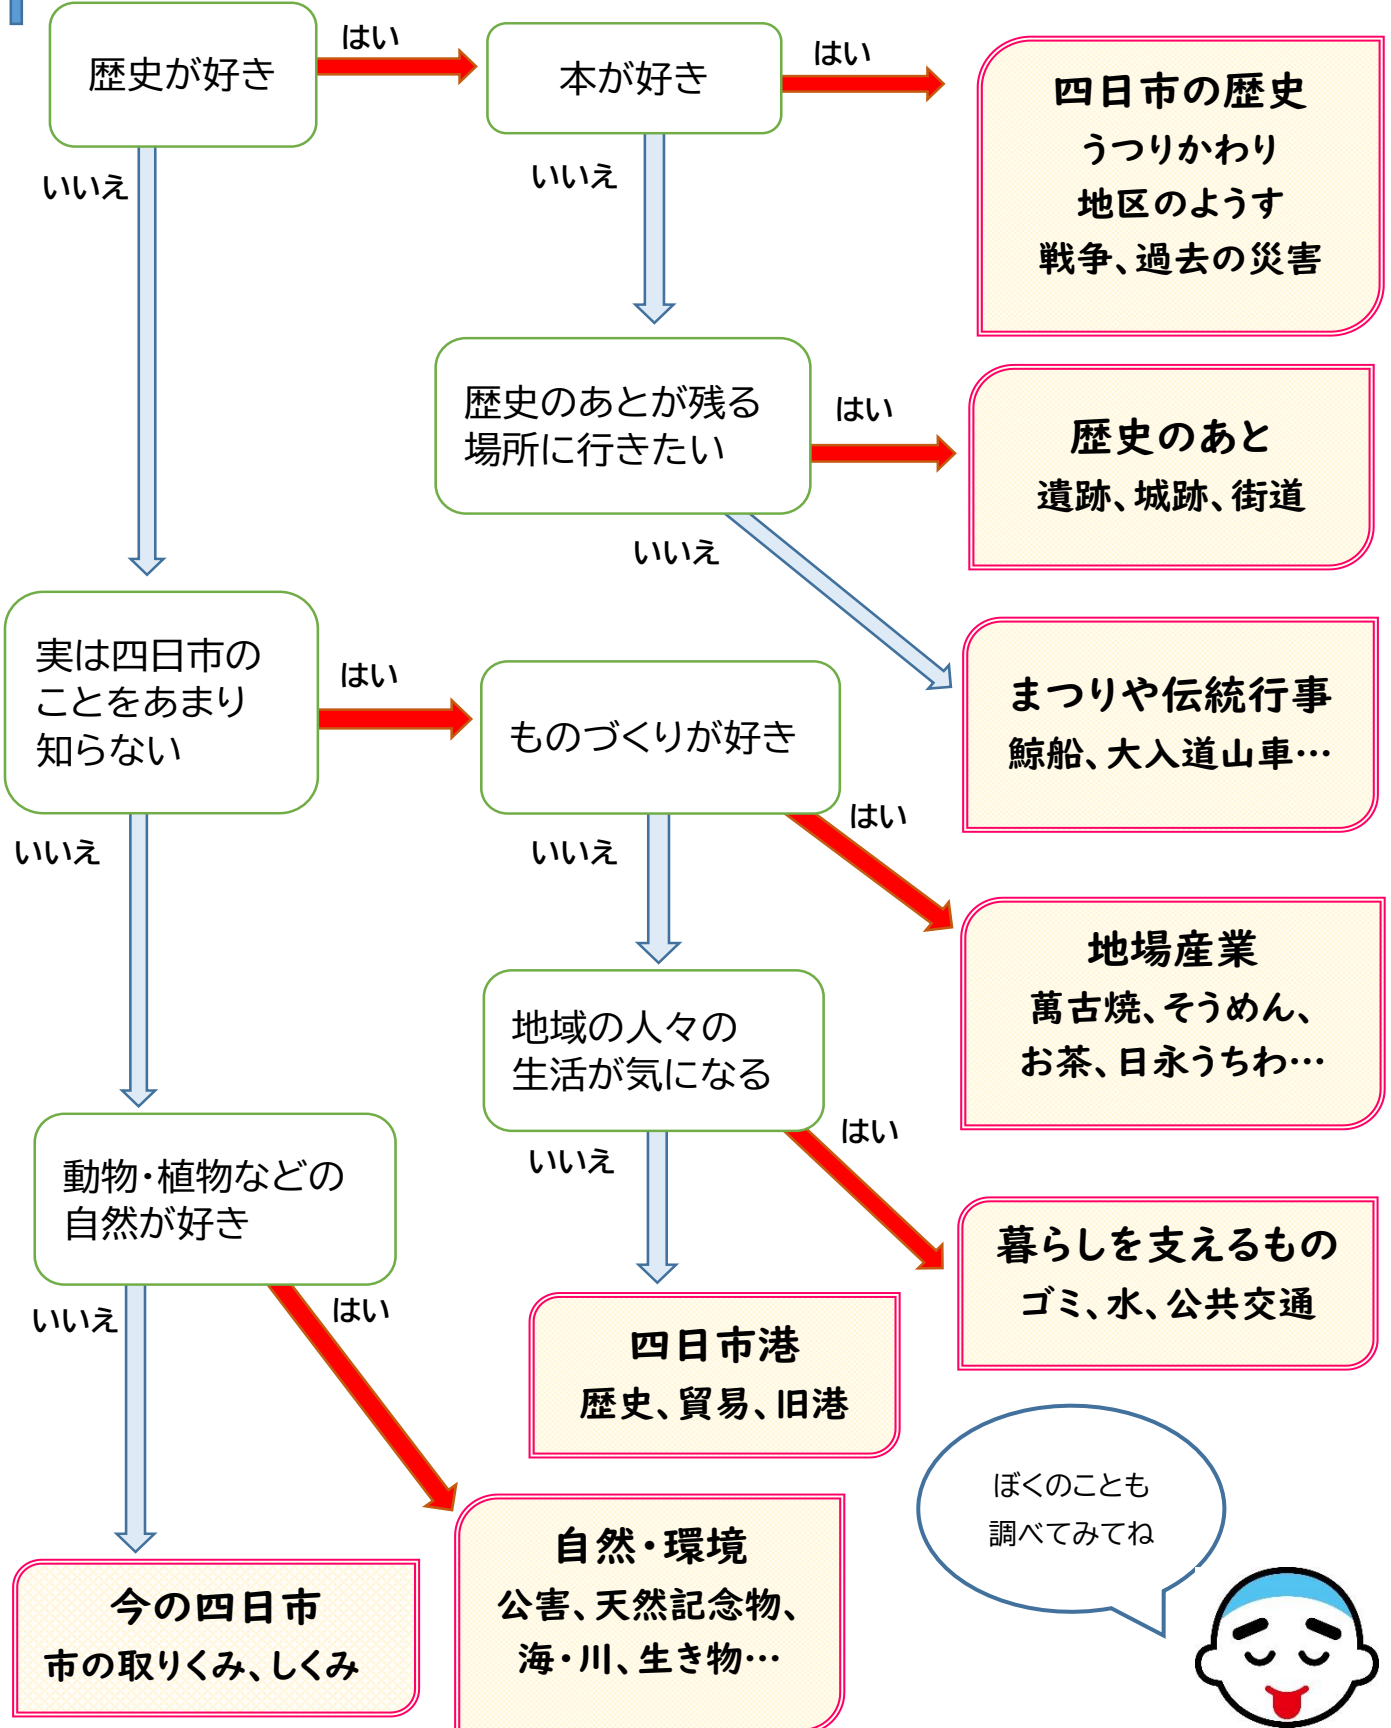 歴史が好き
はい
いいえ
本が好き
はい
いいえ
四日市の歴史
うつりかわり
地区のようす
戦争、過去の災害
歴史のあとが残る
場所に行きたい
はい
いいえ
歴史のあと
遺跡、城跡、街道
まつりや伝統行事
鯨船、大入道山車…
実は四日市の
ことをあまり
知らない
はい
いいえ
ものづくりが好き
はい
いいえ
地場産業
萬古焼、そうめん、
お茶、日永うちわ…
地域の人々の
生活が気になる
はい
いいえ
暮らしを支えるもの
ゴミ、水、公共交通
四日市港
歴史、貿易、旧港
動物・植物などの
自然が好き
はい
いいえ
自然・環境
公害、天然記念物、
海・川、生き物…
今の四日市
市の取りくみ、しくみ
ぼくのことも
調べてみてね